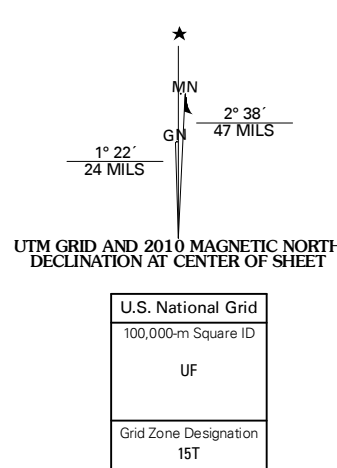 ★
MN
GN
2° 38´
47 MILS
1° 22´
24 MILS
UTM GRID AND 2010 MAGNETIC NORTH
DECLINATION AT CENTER OF SHEET
U.S. National Grid
100,000-m Square ID
UF
Grid Zone Designation
15T